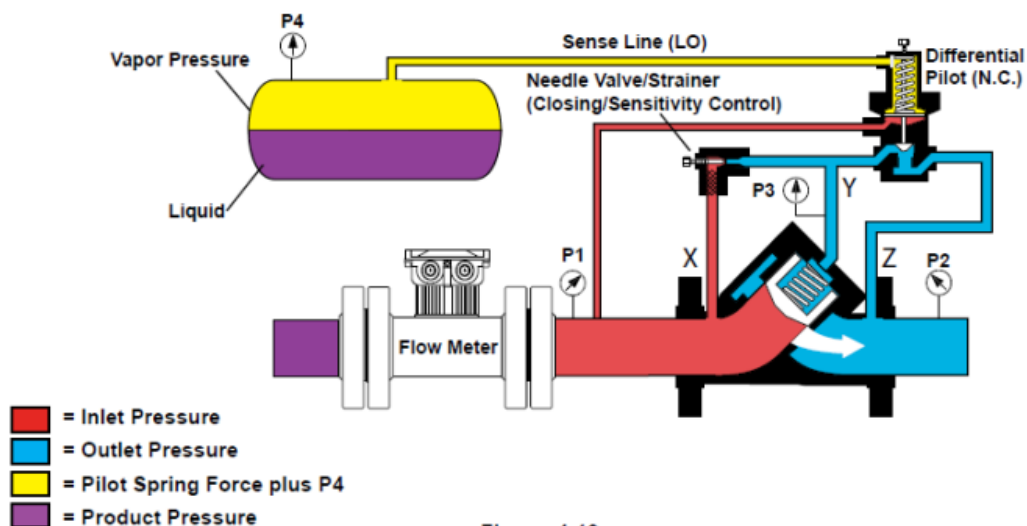 P4
Vapor Pressure
Sense Line (LO)
Differential
Pilot (N.C.)
Needle Valve/Strainer
(Closing/Sensitivity Control)
Liquid
P3
Y
P1
X
Z
P2
Flow Meter
= Inlet Pressure
= Outlet Pressure
= Pilot Spring Force plus P4
= Product Pressure